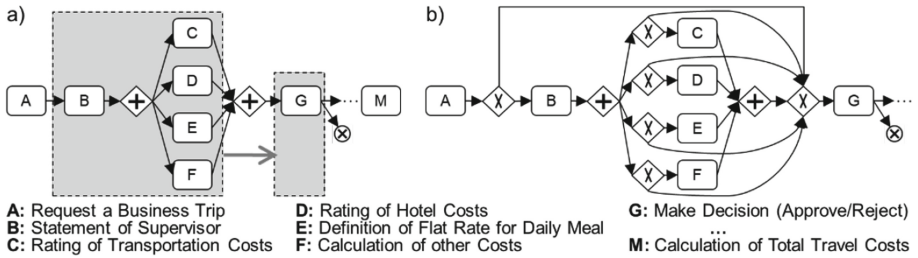 a)
b)
A
B
C
D
E
F
G
... M
A
B
C
D
E
F
G
...
A: Request a Business Trip
B: Statement of Supervisor
C: Rating of Transportation Costs
D: Rating of Hotel Costs
E: Definition of Flat Rate for Daily Meal
F: Calculation of other Costs
G: Make Decision (Approve/Reject)
...
M: Calculation of Total Travel Costs